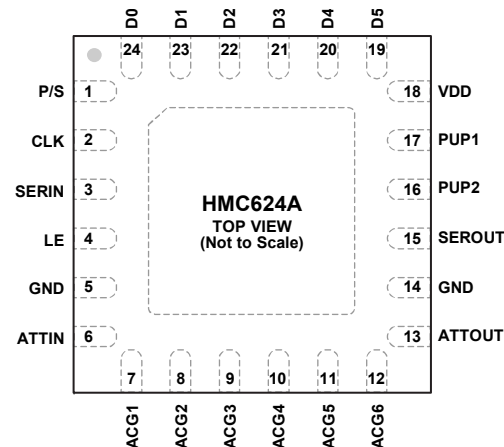 D0 D1 D2 D3 D4 D5
24 23 22 21 20 19
P/S 1 18 VDD
CLK 2 17 PUP1
SERIN 3 16 PUP2
HMC624A
TOP VIEW
(Not to Scale)
LE 4 15 SEROUT
GND 5 14 GND
ATTIN 6 13 ATTOUT
7 8 9 10 11 12
ACG1 ACG2 ACG3 ACG4 ACG5 ACG6